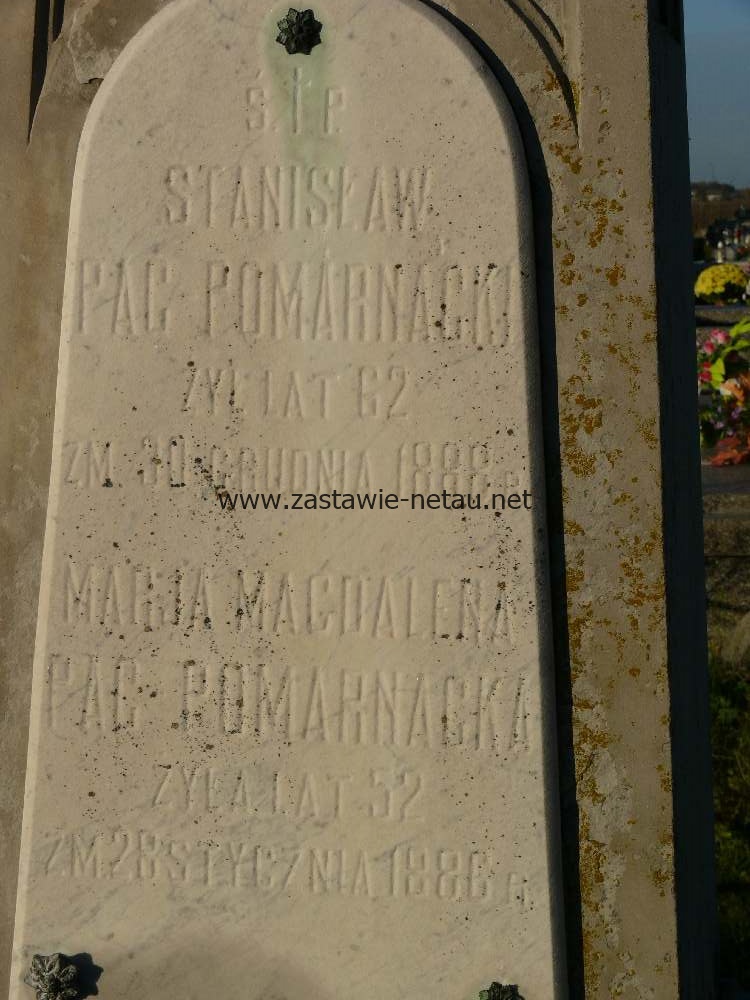 Ś. † P.
STANISŁAW
PAC POMARNACKI
ŻYŁ LAT 62
ZM. 30 GRUDNIA 1888 R.
www.zastawie-netau.net
MARJA MAGDALENA
PAC POMARNACKA
ŻYŁA LAT 52
ZM. 28 STYCZNIA 1886 R.